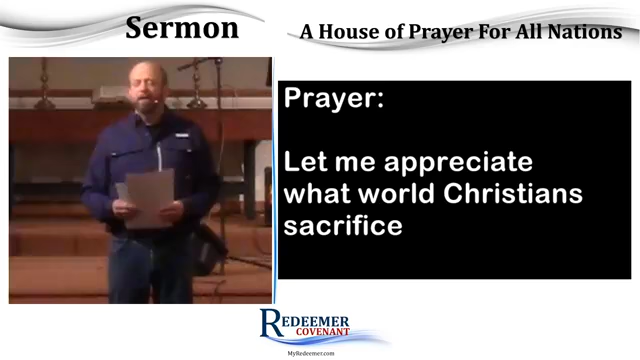 Sermon
A House of Prayer For All Nations
Prayer:
Let me appreciate
what world Christians
sacrifice
REDEEMER
COVENANT
MyRedeemer.com